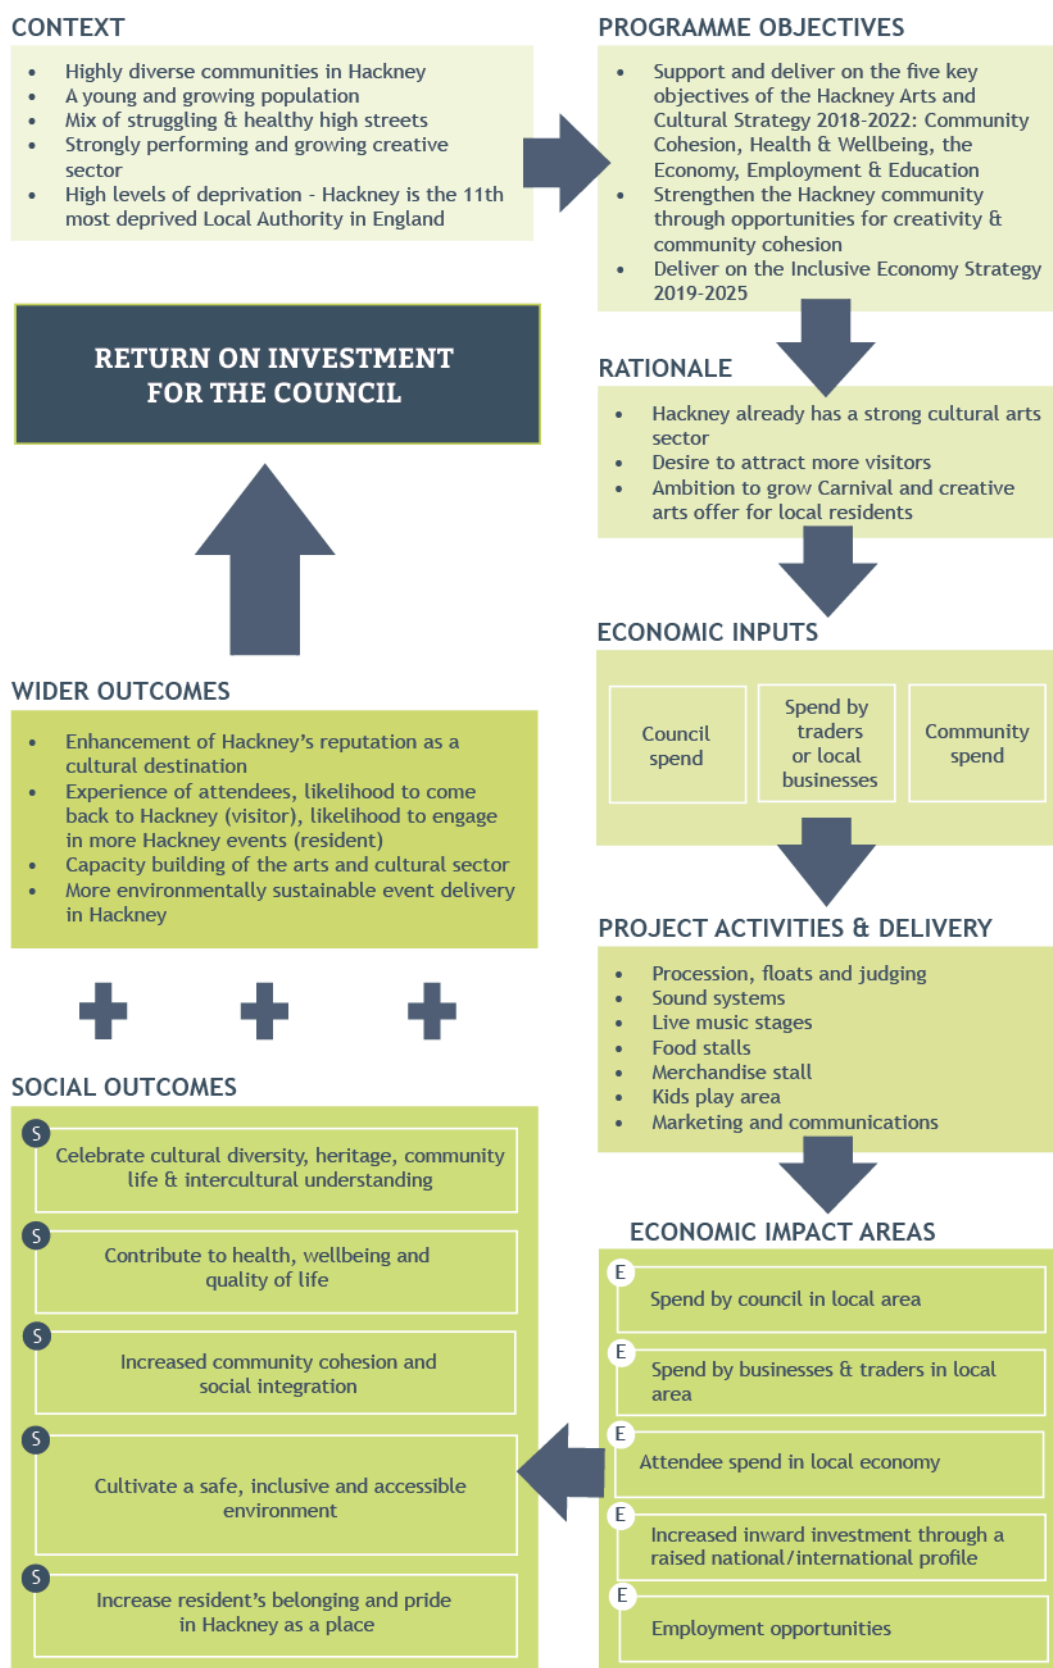 CONTEXT
• Highly diverse communities in Hackney
• A young and growing population
• Mix of struggling & healthy high streets
• Strongly performing and growing creative
sector
• High levels of deprivation - Hackney is the 11th
most deprived Local Authority in England
PROGRAMME OBJECTIVES
• Support and deliver on the five key
objectives of the Hackney Arts and
Cultural Strategy 2018-2022: Community
Cohesion, Health & Wellbeing, the
Economy, Employment & Education
• Strengthen the Hackney community
through opportunities for creativity &
community cohesion
• Deliver on the Inclusive Economy Strategy
2019-2025
RATIONALE
• Hackney already has a strong cultural arts
sector
• Desire to attract more visitors
• Ambition to grow Carnival and creative
arts offer for local residents
ECONOMIC INPUTS
Council
spend
Spend by
traders
or local
businesses
Community
spend
PROJECT ACTIVITIES & DELIVERY
• Procession, floats and judging
• Sound systems
• Live music stages
• Food stalls
• Merchandise stall
• Kids play area
• Marketing and communications
ECONOMIC IMPACT AREAS
E
Spend by council in local area
E
Spend by businesses & traders in local
area
E
Attendee spend in local economy
E
Increased inward investment through a
raised national/international profile
E
Employment opportunities
SOCIAL OUTCOMES
S
Celebrate cultural diversity, heritage, community
life & intercultural understanding
S
Contribute to health, wellbeing and
quality of life
S
Increased community cohesion and
social integration
S
Cultivate a safe, inclusive and accessible
environment
S
Increase resident's belonging and pride
in Hackney as a place
WIDER OUTCOMES
• Enhancement of Hackney's reputation as a
cultural destination
• Experience of attendees, likelihood to come
back to Hackney (visitor), likelihood to engage
in more Hackney events (resident)
• Capacity building of the arts and cultural sector
• More environmentally sustainable event delivery
in Hackney
RETURN ON INVESTMENT
FOR THE COUNCIL